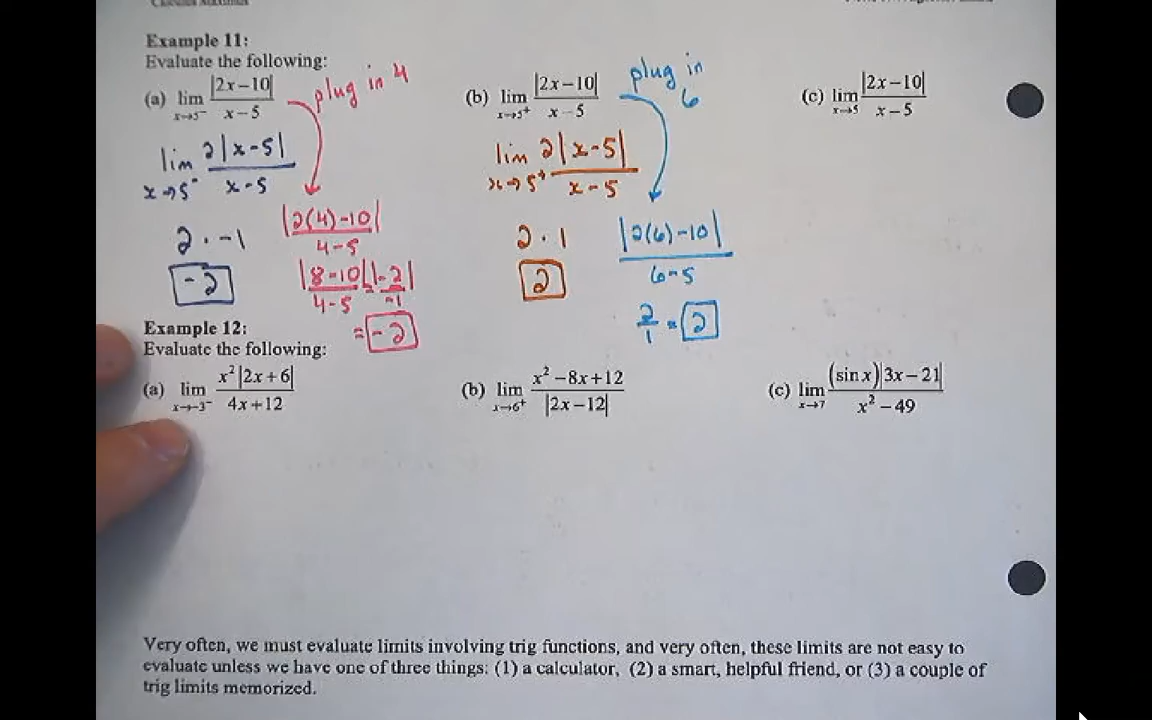 Example 11:
Evaluate the following:
(a) lim x→5⁻ |2x−10| / x−5
plug in 4
lim x→5⁻ 2|x-5| / x-5
2 · -1
-2
|2(4)-10| / 4-5
|8-10| / 4-5 = |-2| / -1
= -2
(b) lim x→5⁺ |2x−10| / x−5
plug in
6
lim x→5⁺ 2|x-5| / x-5
2 · 1
2
|2(6)-10| / 6-5
2/1 = 2
(c) lim x→5 |2x−10| / x−5
Example 12:
Evaluate the following:
(a) lim x→−3⁻ x²|2x+6| / 4x+12
(b) lim x→6⁺ x²−8x+12 / |2x−12|
(c) lim x→7 (sin x)|3x−21| / x²−49
Very often, we must evaluate limits involving trig functions, and very often, these limits are not easy to
evaluate unless we have one of three things: (1) a calculator, (2) a smart, helpful friend, or (3) a couple of
trig limits memorized.